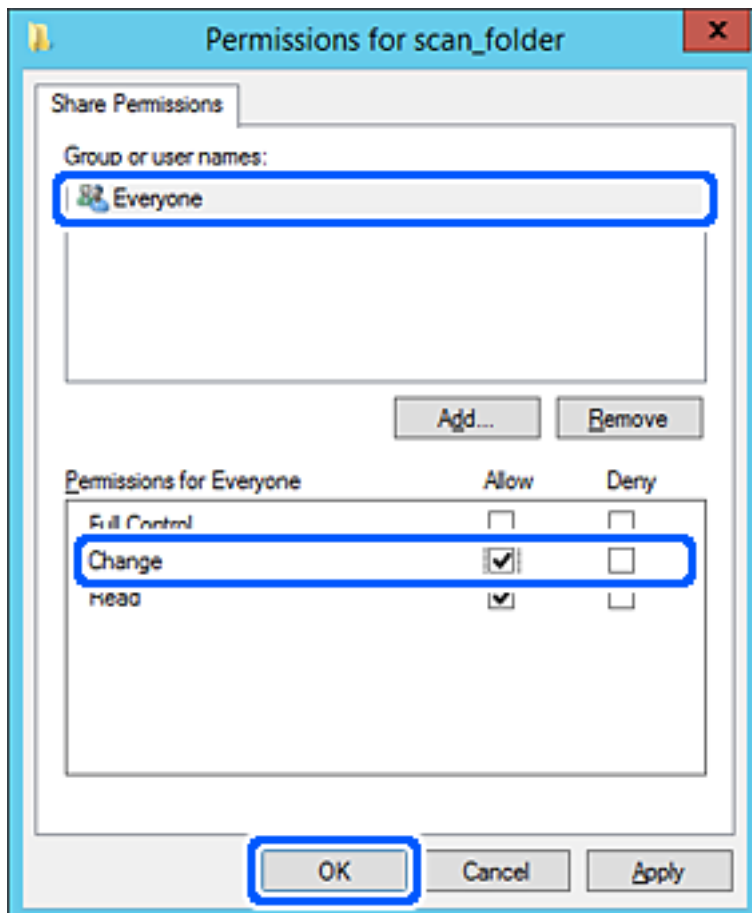 Permissions for scan_folder
Share Permissions
Group or user names:
Everyone
Add... Remove
Permissions for Everyone Allow Deny
Full Control
Change
Read
OK Cancel Apply